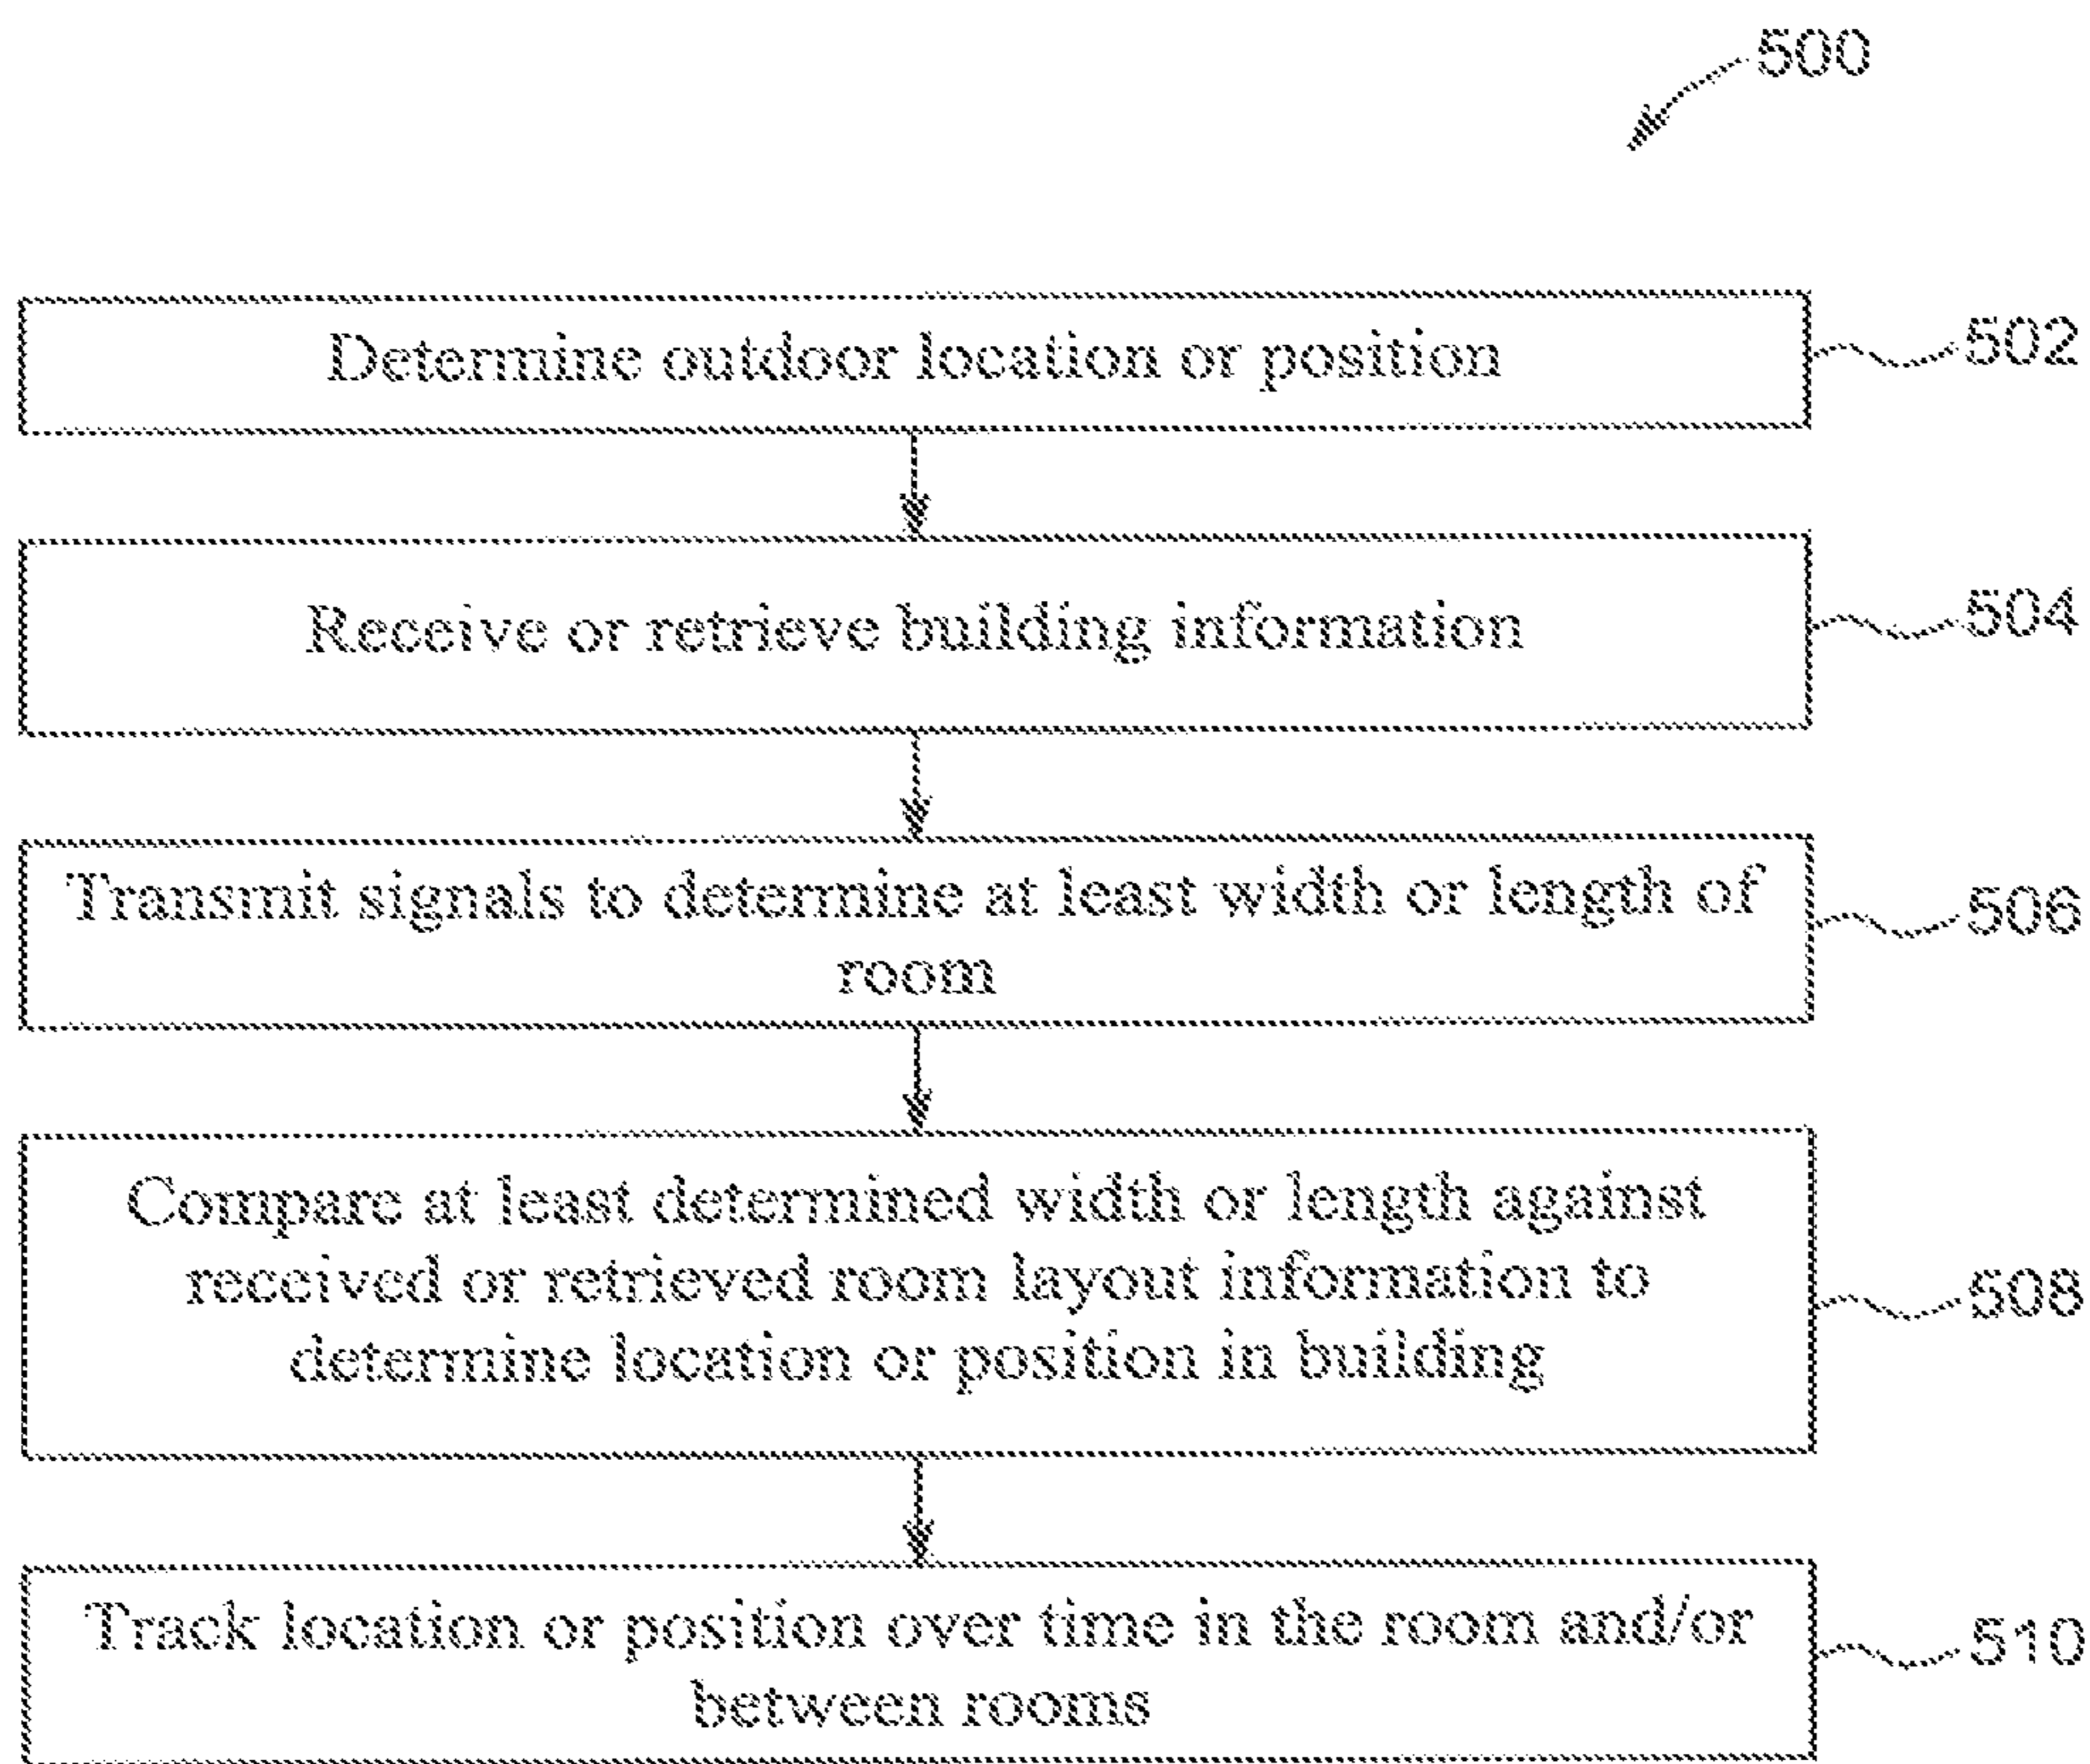 500
Determine outdoor location or position
502
Receive or retrieve building information
504
Transmit signals to determine at least width or length of
room
506
Compare at least determined width or length against
received or retrieved room layout information to
determine location or position in building
508
Track location or position over time in the room and/or
between rooms
510